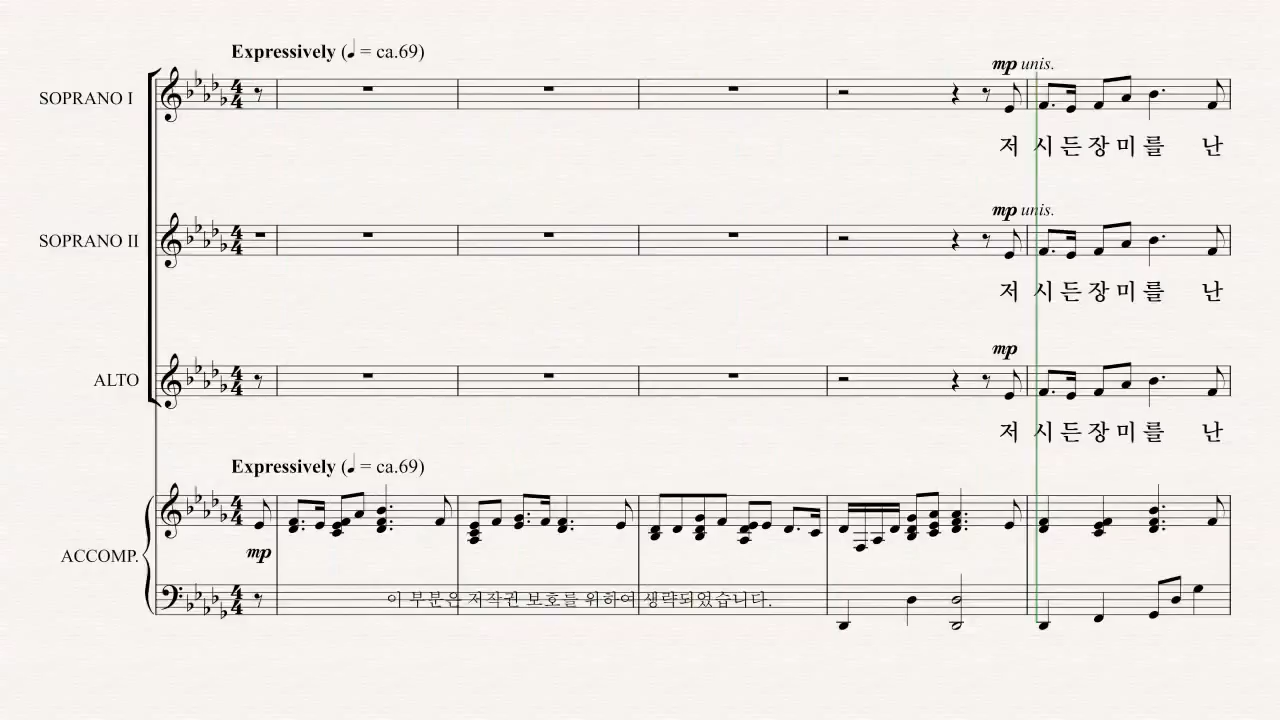 Expressively (♩ = ca.69)
SOPRANO I
mp unis.
저 시 든 장 미 를 난
SOPRANO II
mp unis.
저 시 든 장 미 를 난
ALTO
mp
저 시 든 장 미 를 난
Expressively (♩ = ca.69)
ACCOMP.
mp
이 부분은 저작권 보호를 위하여 생략되었습니다.